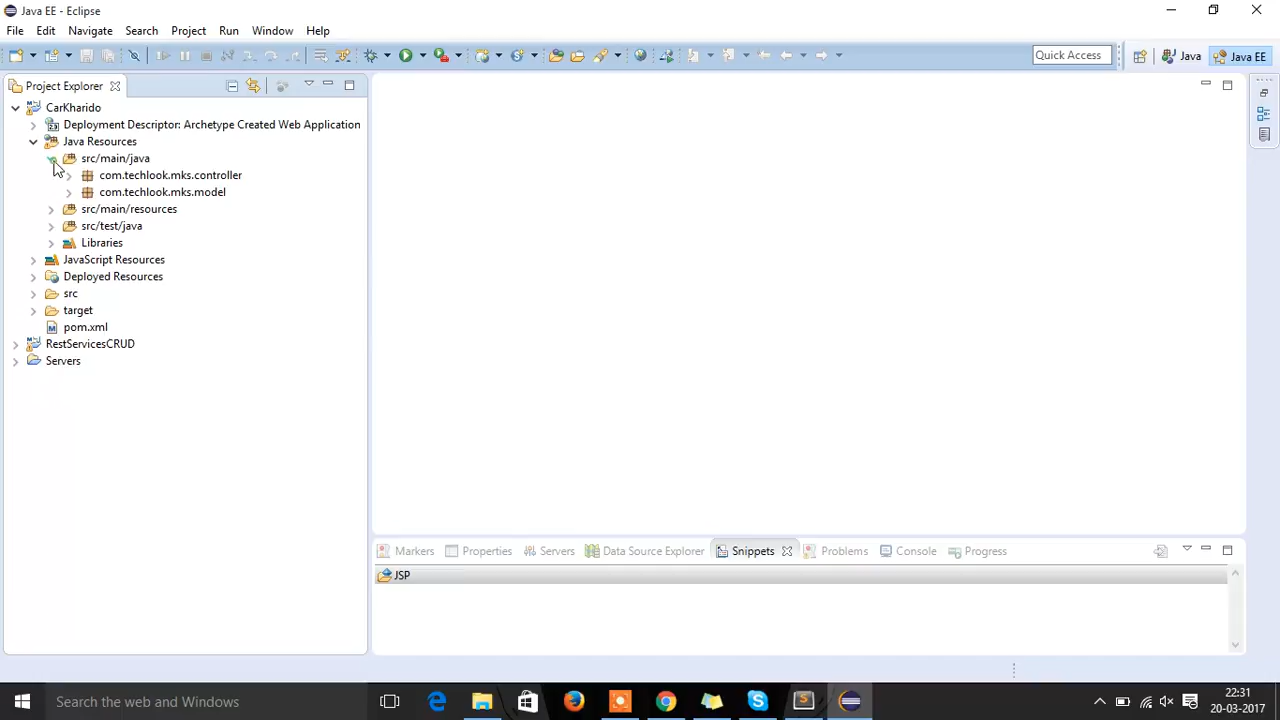 Java EE - Eclipse
File Edit Navigate Search Project Run Window Help
Quick Access Java Java EE
Project Explorer
CarKharido
Deployment Descriptor: Archetype Created Web Application
Java Resources
src/main/java
com.techlook.mks.controller
com.techlook.mks.model
src/main/resources
src/test/java
Libraries
JavaScript Resources
Deployed Resources
src
target
pom.xml
RestServicesCRUD
Servers
Markers Properties Servers Data Source Explorer Snippets Problems Console Progress
JSP
Search the web and Windows
22:31
20-03-2017